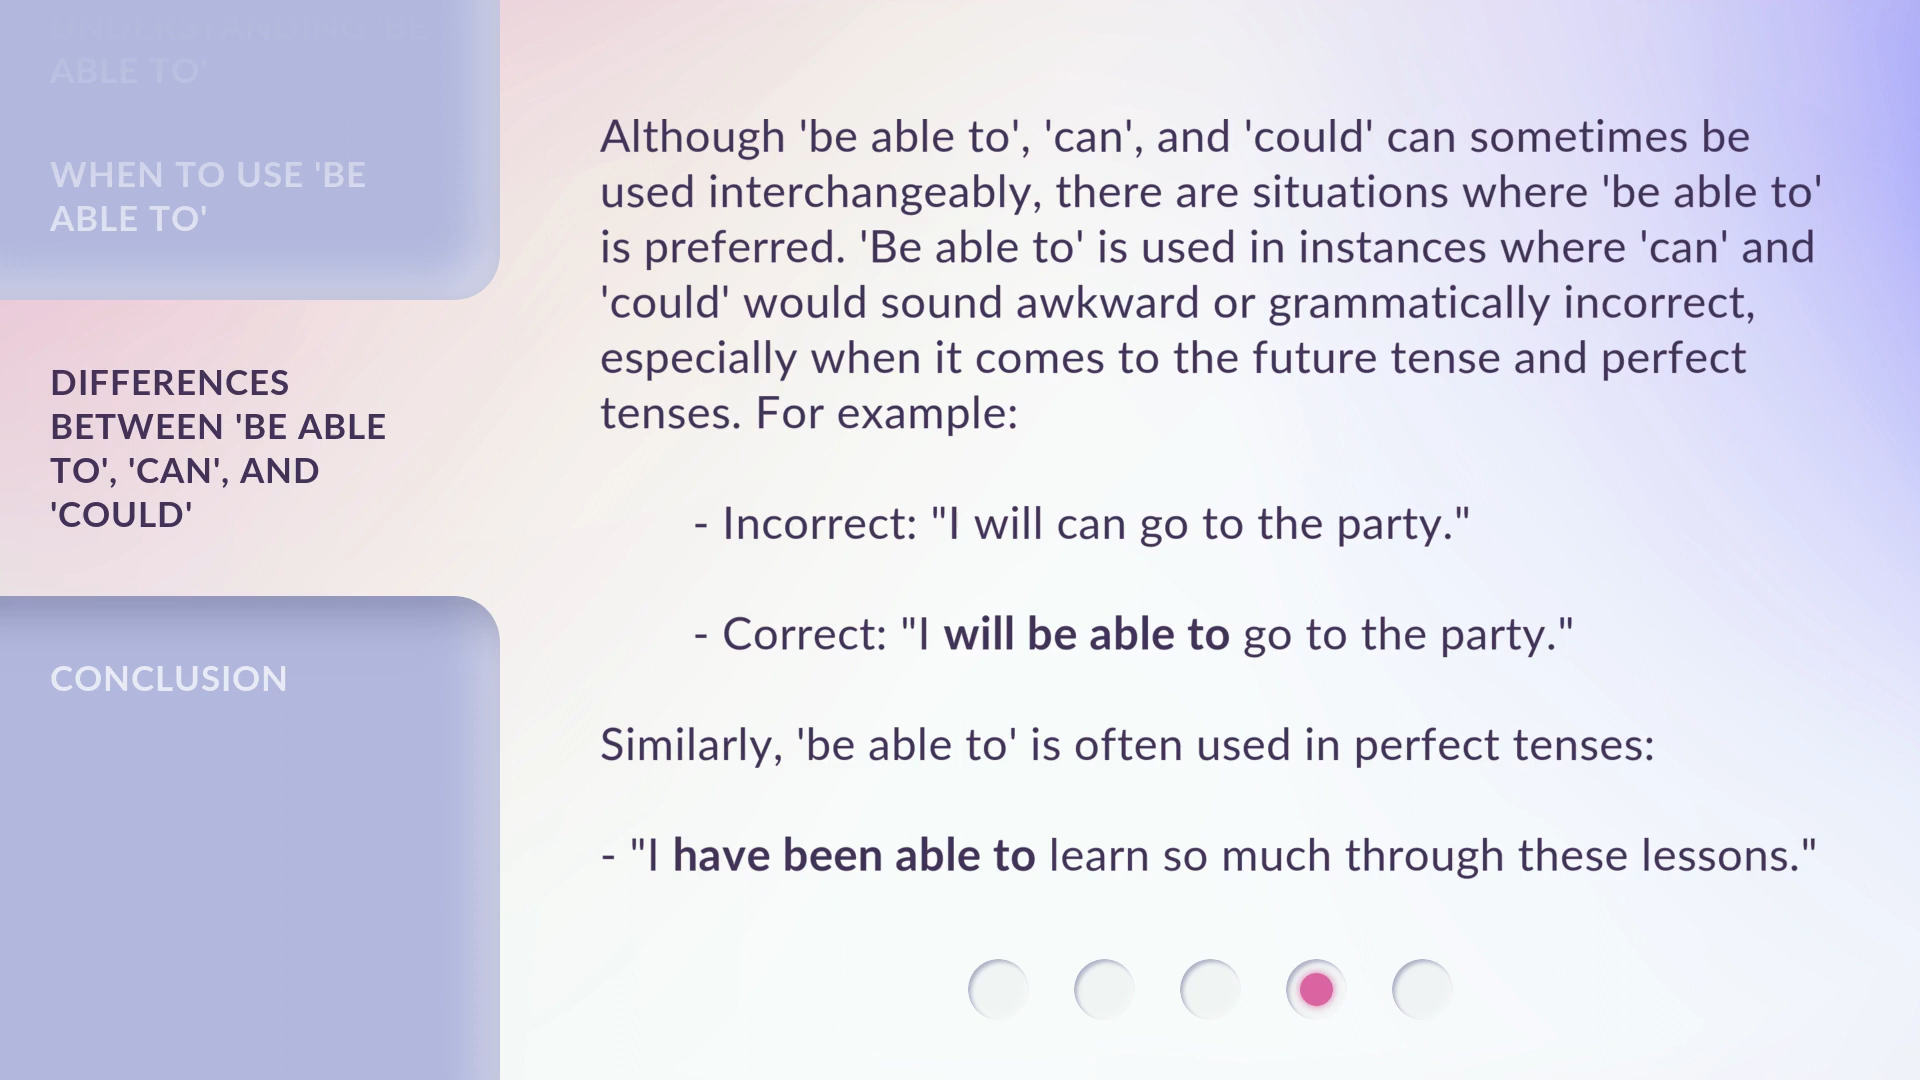 UNDERSTANDING 'BE
ABLE TO'
WHEN TO USE 'BE
ABLE TO'
DIFFERENCES
BETWEEN 'BE ABLE
TO', 'CAN', AND
'COULD'
CONCLUSION
Although 'be able to', 'can', and 'could' can sometimes be
used interchangeably, there are situations where 'be able to'
is preferred. 'Be able to' is used in instances where 'can' and
'could' would sound awkward or grammatically incorrect,
especially when it comes to the future tense and perfect
tenses. For example:
- Incorrect: "I will can go to the party."
- Correct: "I will be able to go to the party."
Similarly, 'be able to' is often used in perfect tenses:
- "I have been able to learn so much through these lessons."